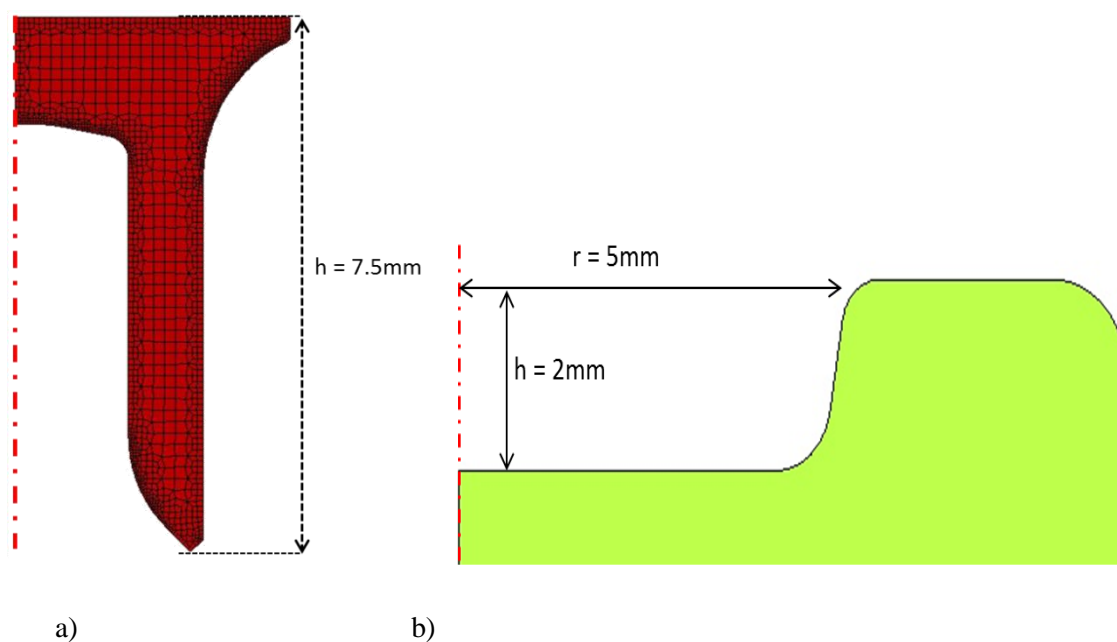 h = 7.5mm
r = 5mm
h = 2mm
a)
b)